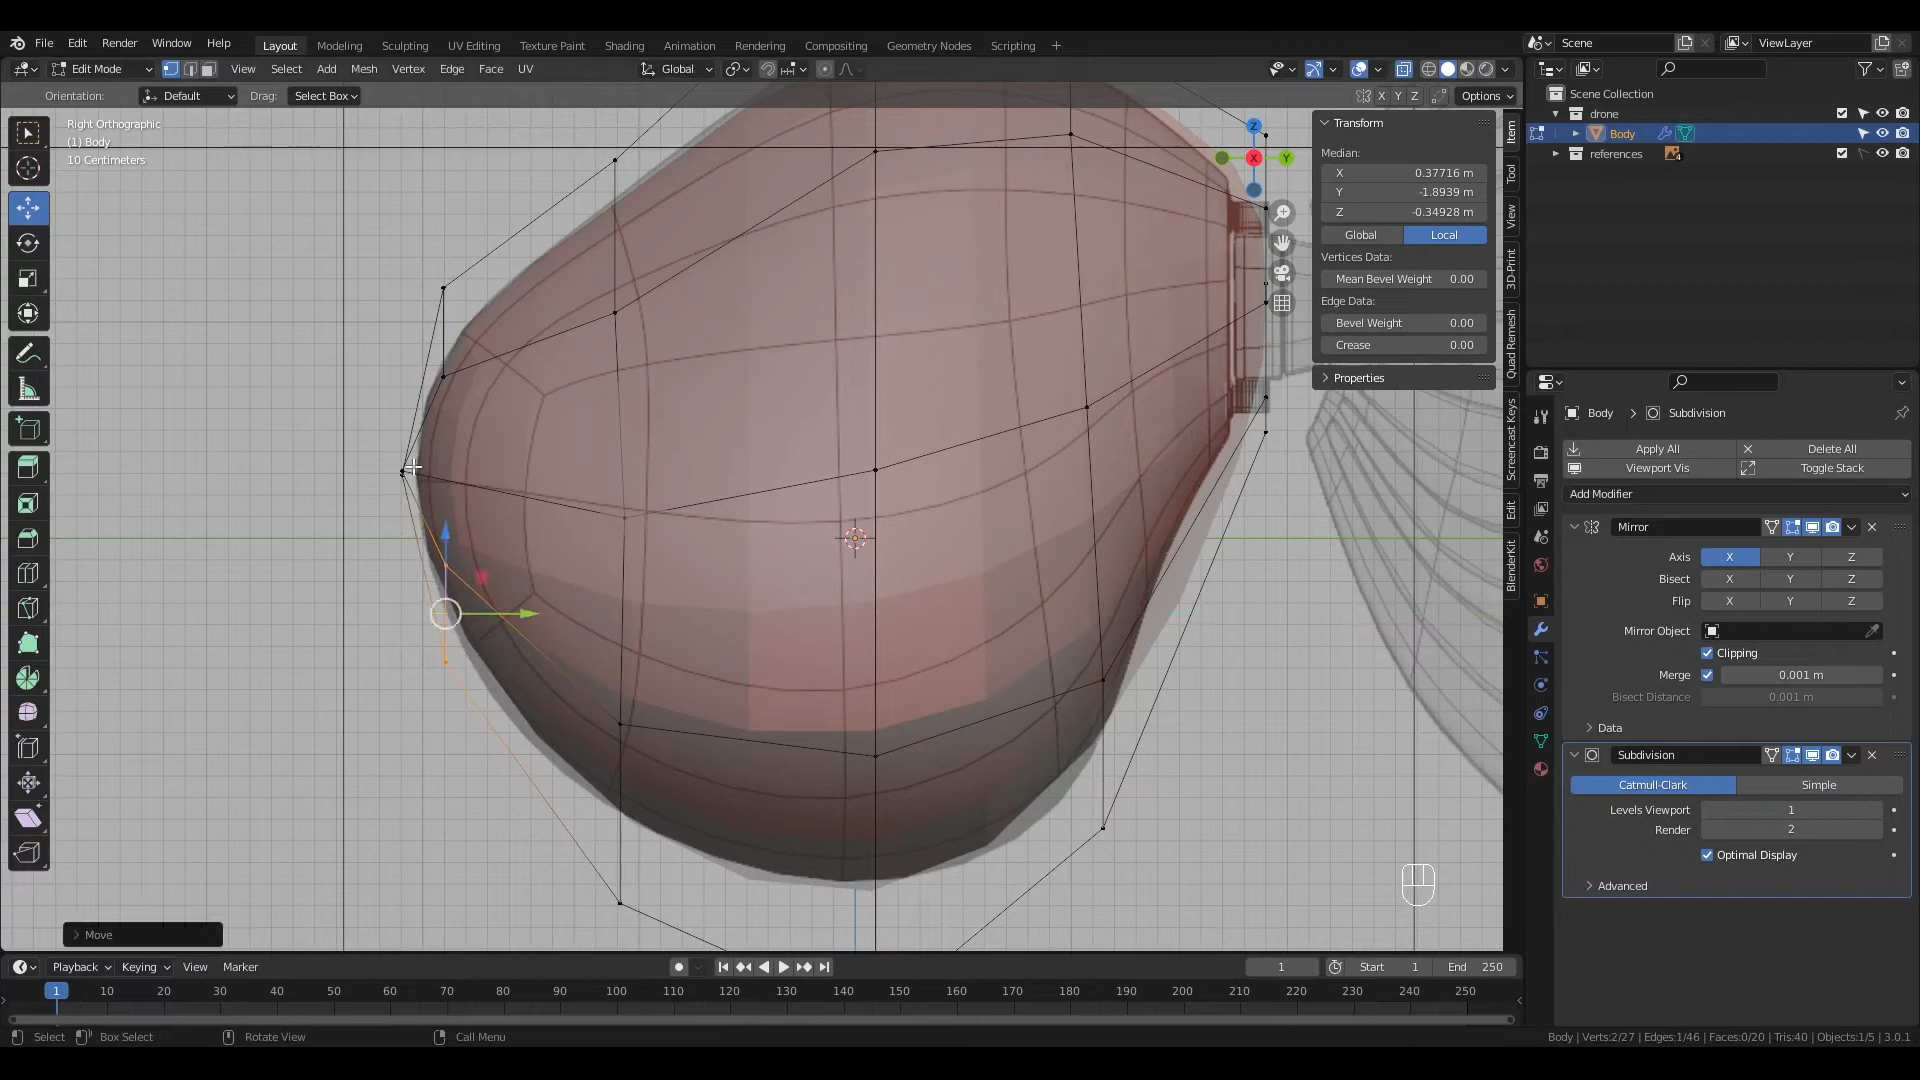 File Edit Render Window Help Layout Modeling Sculpting UV Editing Texture Paint Shading Animation Rendering Compositing Geometry Nodes Scripting + Scene ViewLayer
Edit Mode View Select Add Mesh Vertex Edge Face UV Global
Orientation: Default Drag: Select Box X Y Z Options
Right Orthographic
(1) Body
10 Centimeters
Z
X
Y
Transform
Median:
X 0.37716 m
Y -1.8939 m
Z -0.34928 m
Global Local
Vertices Data:
Mean Bevel Weight 0.00
Edge Data:
Bevel Weight 0.00
Crease 0.00
Properties
Item
Tool
View
3D-Print
Quad Remesh
Screencast Keys
Edit
BlenderKit
Scene Collection
drone
Body
references 4
Body > Subdivision
Apply All Delete All
Viewport Vis Toggle Stack
Add Modifier
Mirror
Axis X Y Z
Bisect X Y Z
Flip X Y Z
Mirror Object
Clipping
Merge 0.001 m
Bisect Distance 0.001 m
Data
Subdivision
Catmull-Clark Simple
Levels Viewport 1
Render 2
Optimal Display
Advanced
Move
Playback Keying View Marker 1 Start 1 End 250
1 10 20 30 40 50 60 70 80 90 100 110 120 130 140 150 160 170 180 190 200 210 220 230 240 250
Select Box Select Rotate View Call Menu Body | Verts:2/27 | Edges:1/46 | Faces:0/20 | Tris:40 | Objects:1/5 | 3.0.1